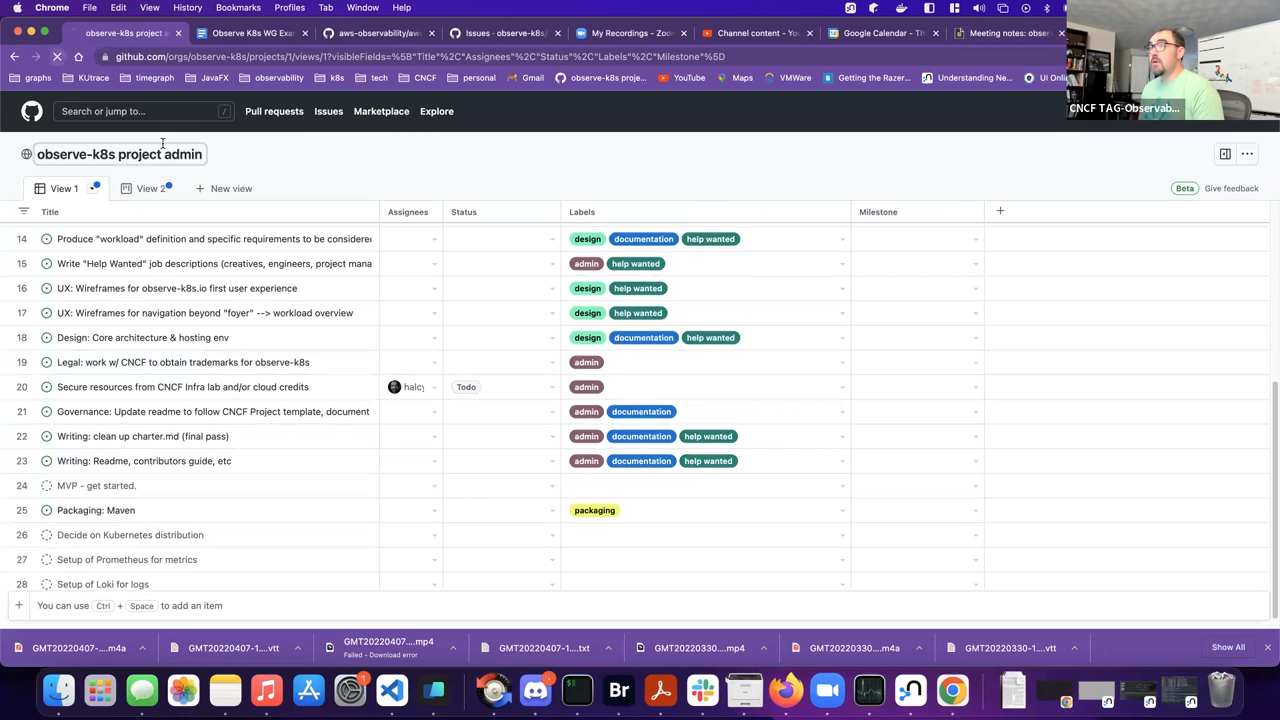 Chrome File Edit View History Bookmarks Profiles Tab Window Help
observe-k8s project a
Observe K8s WG Exan
aws-observability/aws
Issues · observe-k8s/
My Recordings - Zoom
Channel content - You
Google Calendar - Th
Meeting notes: obser
github.com/orgs/observe-k8s/projects/1/views/1?visibleFields=%5B"Title"%2C"Assignees"%2C"Status"%2C"Labels"%2C"Milestone"%5D
graphs KUtrace timegraph JavaFX observability k8s tech CNCF personal Gmail observe-k8s proje... YouTube Maps VMWare Getting the Razer... Understanding Ne... UI Onli
CNCF TAG-Observab...
Search or jump to... / Pull requests Issues Marketplace Explore
observe-k8s project admin
View 1 View 2 + New view Beta Give feedback
Title Assignees Status Labels Milestone +
14 Produce "workload" definition and specific requirements to be considered design documentation help wanted
15 Write "Help Wanted" job descriptions (creatives, engineers, project mana admin help wanted
16 UX: Wireframes for observe-k8s.io first user experience design help wanted
17 UX: Wireframes for navigation beyond "foyer" --> workload overview design help wanted
18 Design: Core architecture & hosting env design documentation help wanted
19 Legal: work w/ CNCF to obtain trademarks for observe-k8s admin
20 Secure resources from CNCF Infra lab and/or cloud credits halcy Todo admin
21 Governance: Update readme to follow CNCF Project template, document admin documentation
22 Writing: clean up charter.md (final pass) admin documentation help wanted
23 Writing: Readme, contributors guide, etc admin documentation help wanted
24 MVP - get started.
25 Packaging: Maven packaging
26 Decide on Kubernetes distribution
27 Setup of Prometheus for metrics
28 Setup of Loki for logs
+ You can use Ctrl + Space to add an item
GMT20220407-....m4a GMT20220407-1....vtt GMT20220407....mp4 GMT20220407-1....txt GMT20220330....mp4 GMT20220330....m4a GMT20220330-1....vtt Show All
Failed - Download error
1
Br